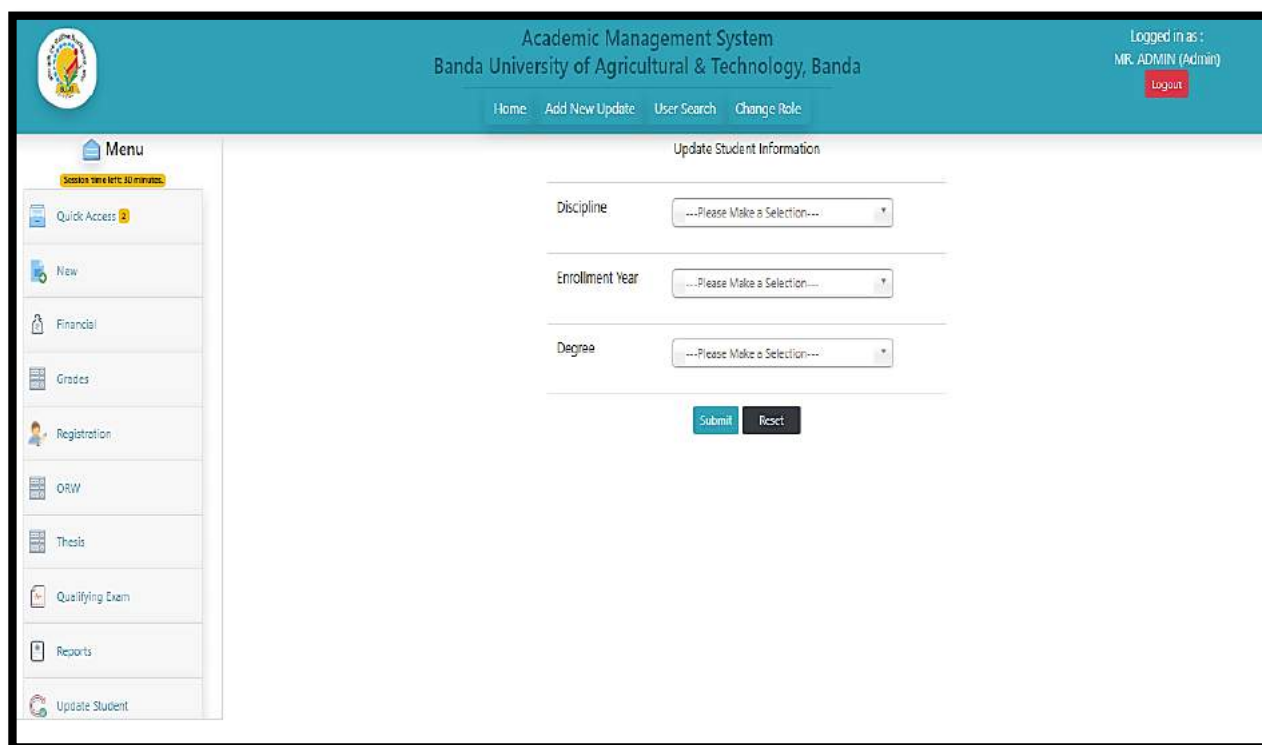 Academic Management System
Banda University of Agricultural & Technology, Banda
Home Add New Update User Search Change Role
Logged in as :
MR. ADMIN (Admin)
Logout
Menu
Session time left: 30 minutes.
Quick Access 2
New
Financial
Grades
Registration
ORW
Thesis
Qualifying Exam
Reports
Update Student
Update Student Information
Discipline ---Please Make a Selection---
Enrollment Year ---Please Make a Selection---
Degree ---Please Make a Selection---
Submit Reset